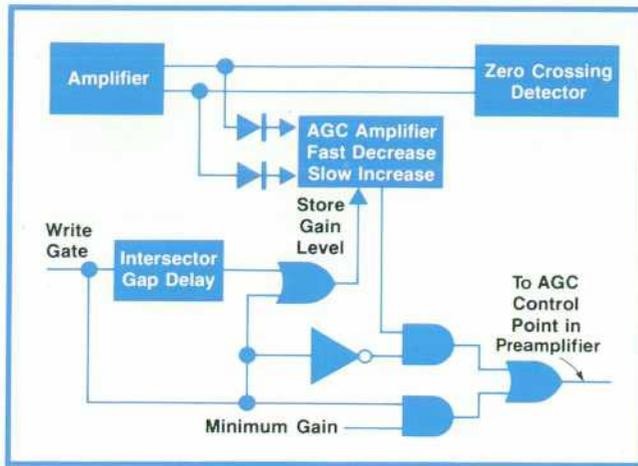 Amplifier
Zero Crossing
Detector
AGC Amplifier
Fast Decrease
Slow Increase
Store
Gain
Level
Write
Gate
Intersector
Gap Delay
To AGC
Control
Point in
Preamplifier
Minimum Gain